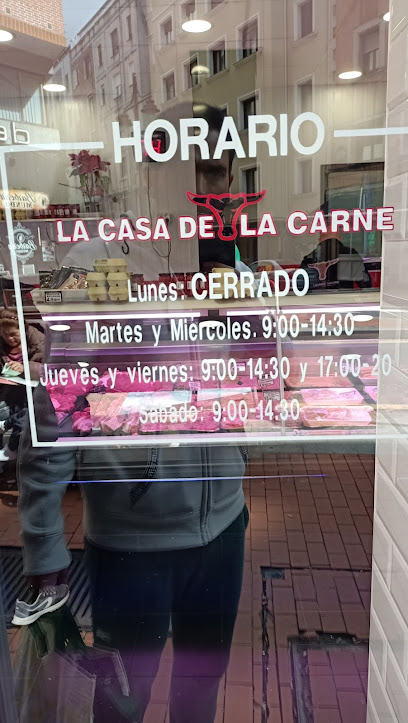 HORARIO
LA CASA DE LA CARNE
Lunes: CERRADO
Martes y Miércoles. 9:00-14:30
Jueves y viernes: 9:00-14:30 y 17:00-20
Sábado: 9:00-14:30